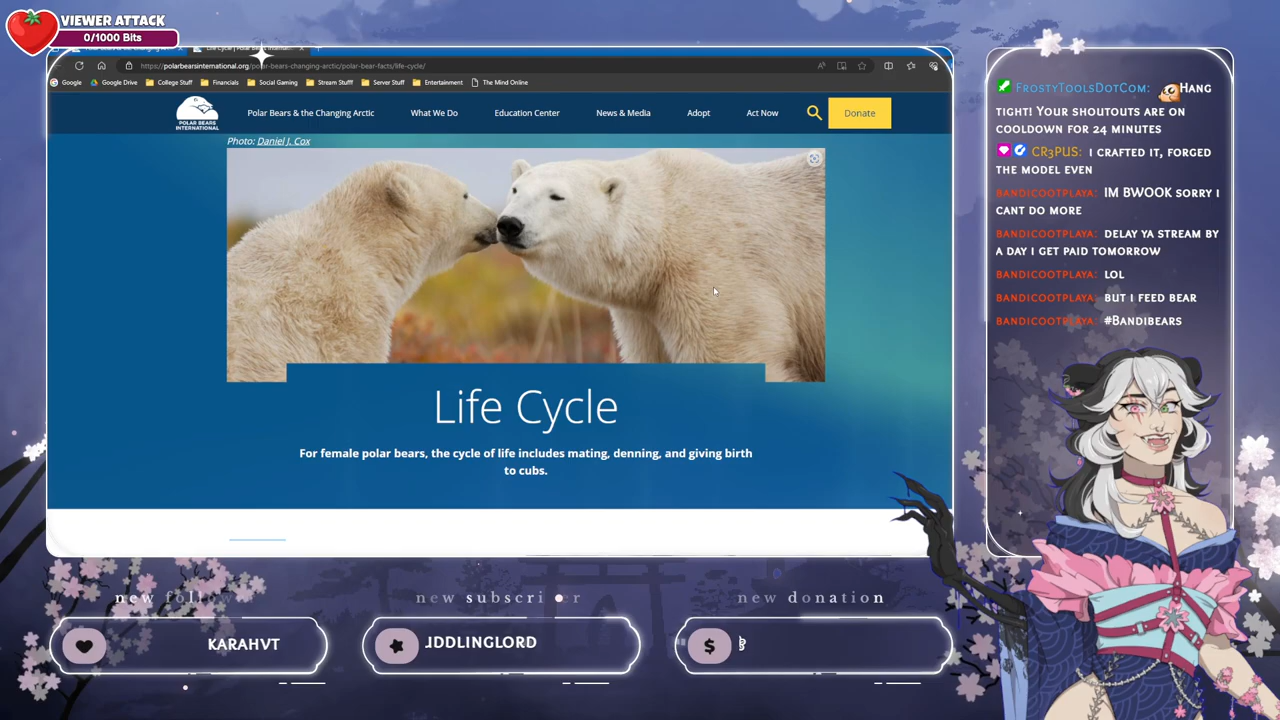 VIEWER ATTACK
0/1000 Bits
https://polarbearsinternational.org/polar-bears-changing-arctic/polar-bear-facts/life-cycle/
Google
Google Drive
College Stuff
Financials
Social Gaming
Stream Stufff
Server Stuff
Entertainment
The Mind Online
POLAR BEARS
INTERNATIONAL
Polar Bears & the Changing Arctic
What We Do
Education Center
News & Media
Adopt
Act Now
Donate
Photo: Daniel J. Cox
Life Cycle
For female polar bears, the cycle of life includes mating, denning, and giving birth
to cubs.
FrostyToolsDotCom: Hang
tight! Your shoutouts are on
cooldown for 24 minutes
CR3PUS: I crafted it, forged
the model even
BANDICOOTPLAYA: IM BWOOK sorry i
cant do more
BANDICOOTPLAYA: DELAY YA STREAM BY
A DAY I GET PAID TOMORROW
BANDICOOTPLAYA: LOL
BANDICOOTPLAYA: BUT I FEED BEAR
BANDICOOTPLAYA: #BandiBears
new follow
KARAHVT
new subscri er
JDDLINGLORD
new donation
$